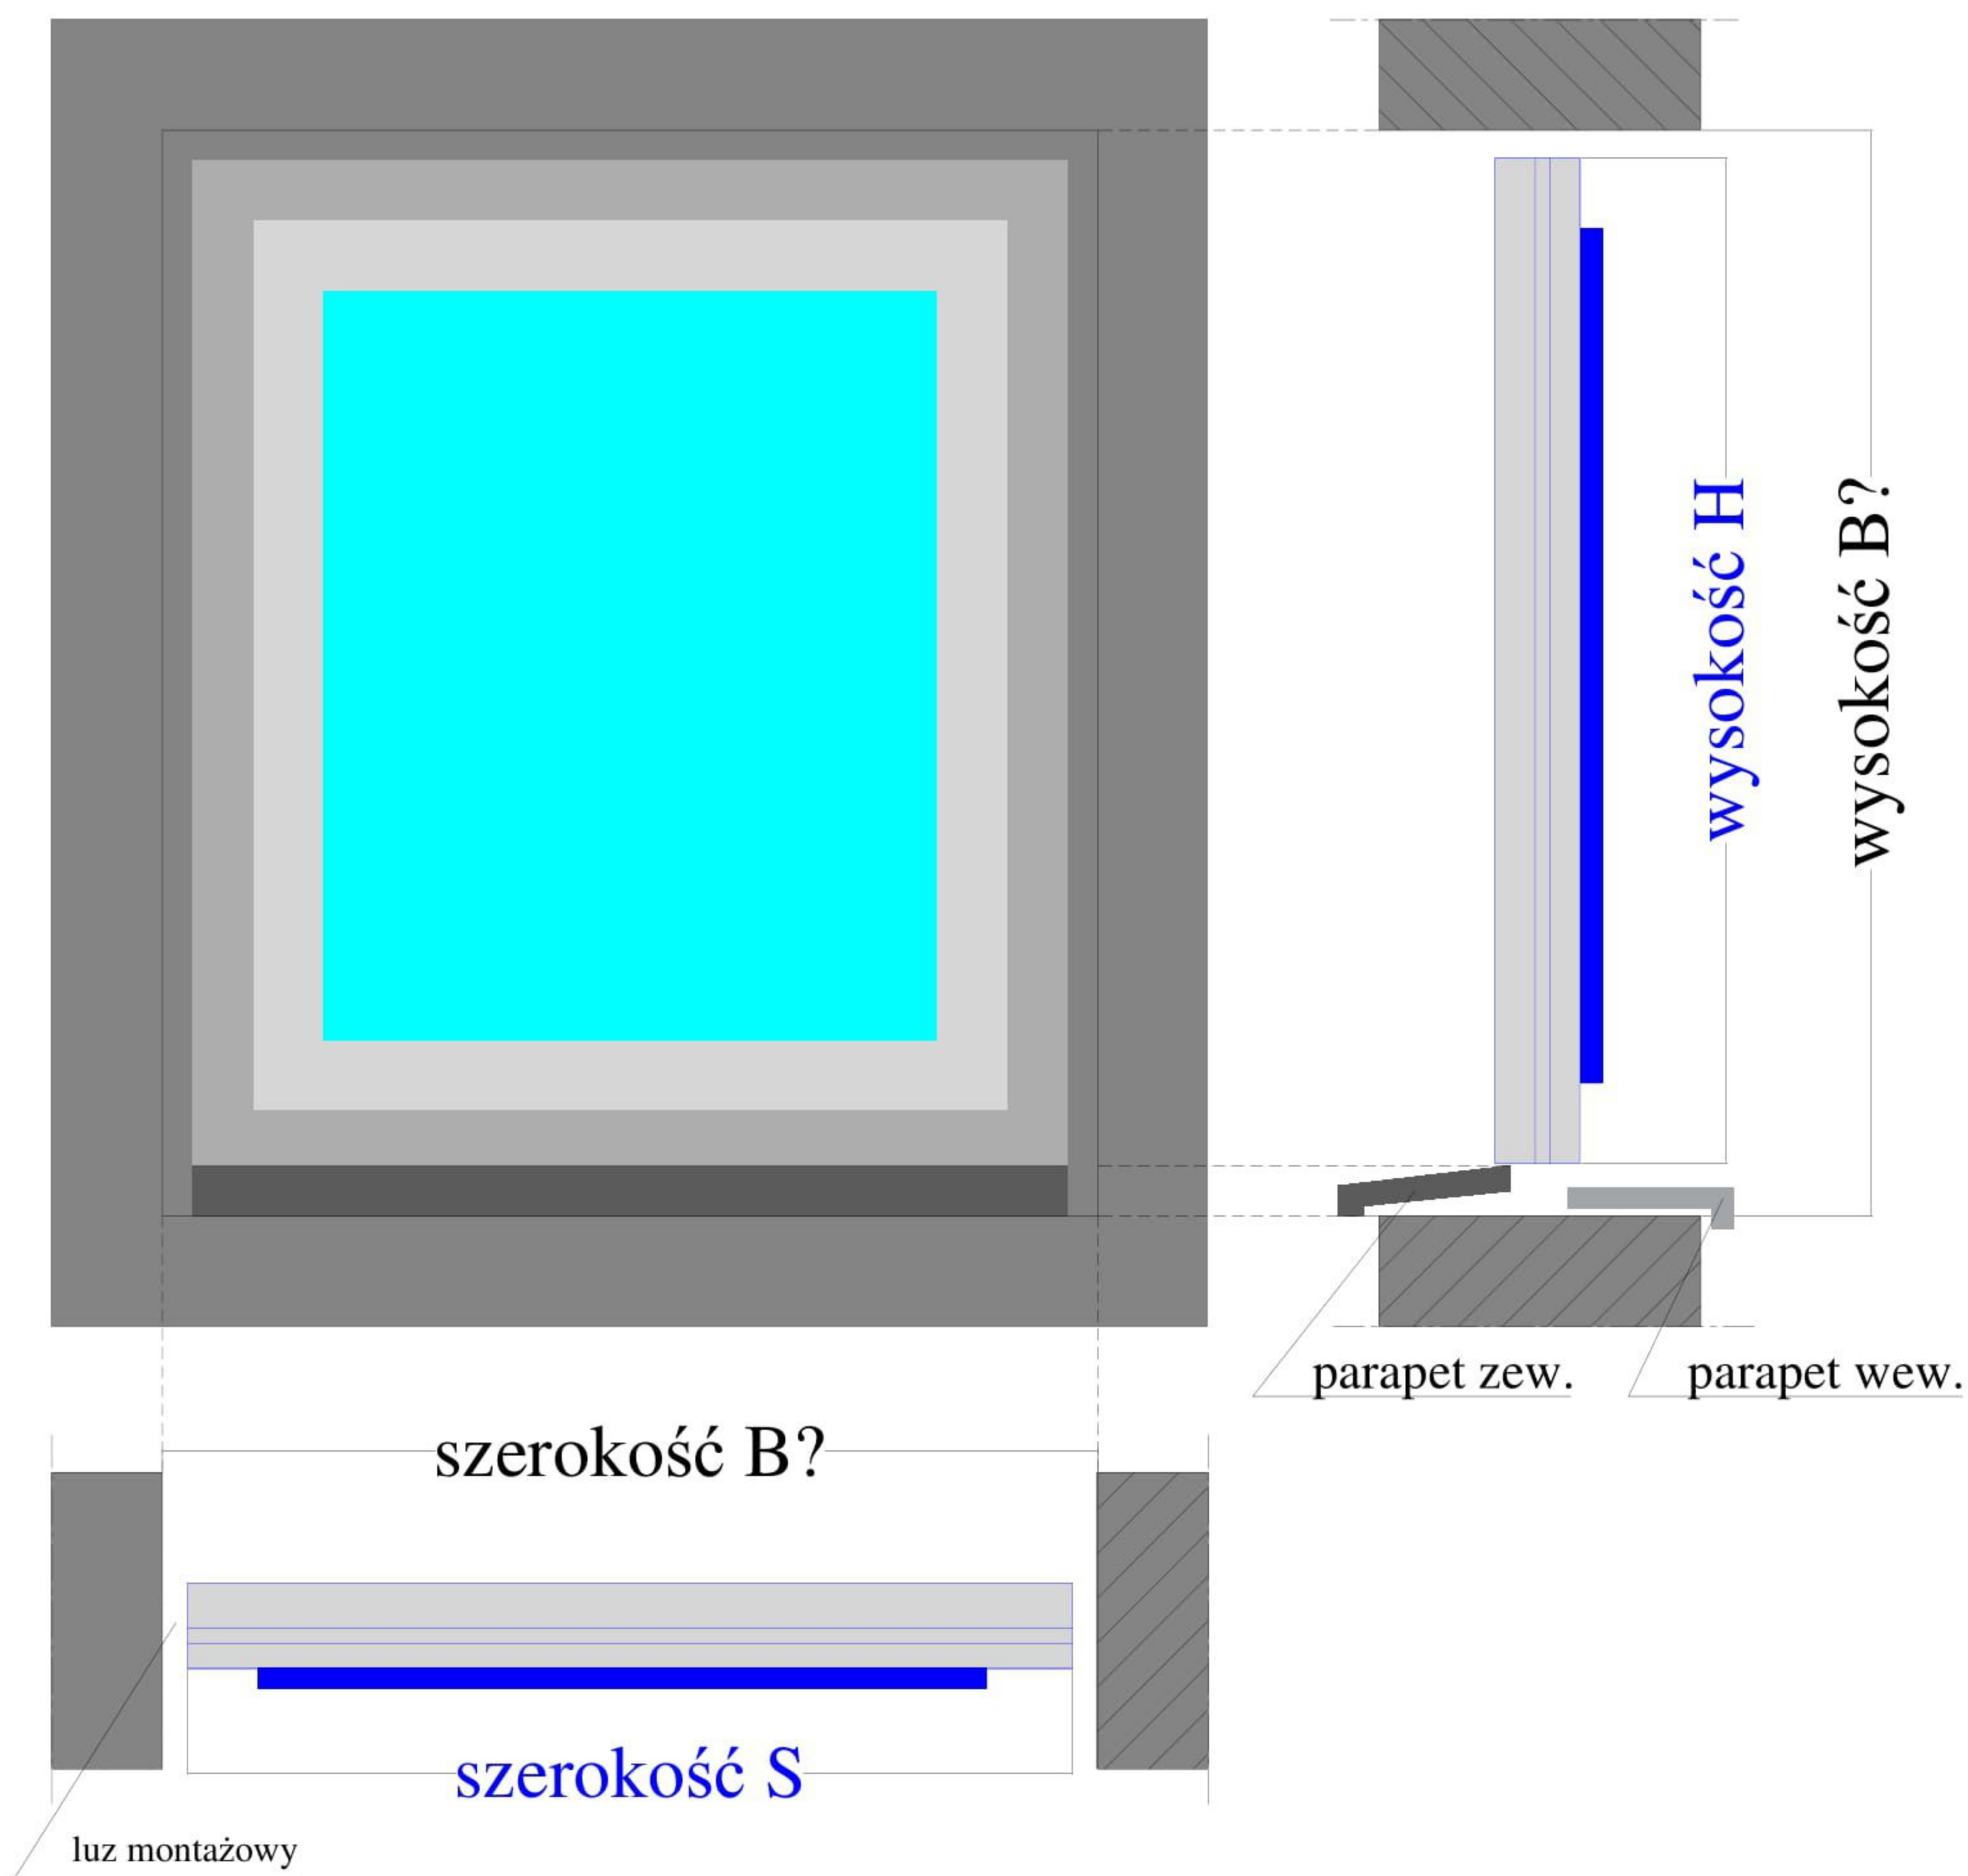 wysokość H
wysokość B?
parapet zew.
parapet wew.
szerokość B?
szerokość S
luz montażowy